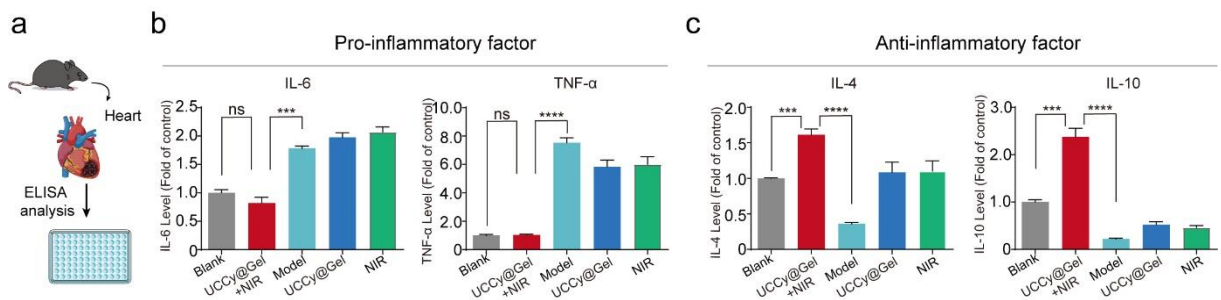 a
Heart
ELISA
analysis
b
Pro-inflammatory factor
IL-6
IL-6 Level (Fold of control)
2.5
2.0
1.5
1.0
0.5
0
ns
***
Blank
UCCy@Gel
+NIR
Model
UCCy@Gel
NIR
TNF-α
TNF-α Level (Fold of control)
10.0
8.0
6.0
4.0
2.0
0
ns
****
Blank
UCCy@Gel
+NIR
Model
UCCy@Gel
NIR
c
Anti-inflammatory factor
IL-4
IL-4 Level (Fold of control)
2.0
1.5
1.0
0.5
0
***
****
Blank
UCCy@Gel
+NIR
Model
UCCy@Gel
NIR
IL-10
IL-10 Level (Fold of control)
3.0
2.0
1.0
0
***
****
Blank
UCCy@Gel
+NIR
Model
UCCy@Gel
NIR